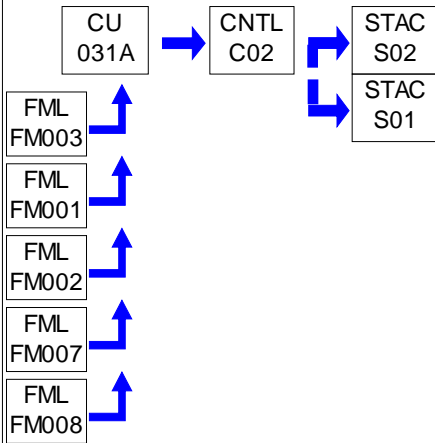 CU
031A
CNTL
C02
STAC
S02
STAC
S01
FML
FM003
FML
FM001
FML
FM002
FML
FM007
FML
FM008